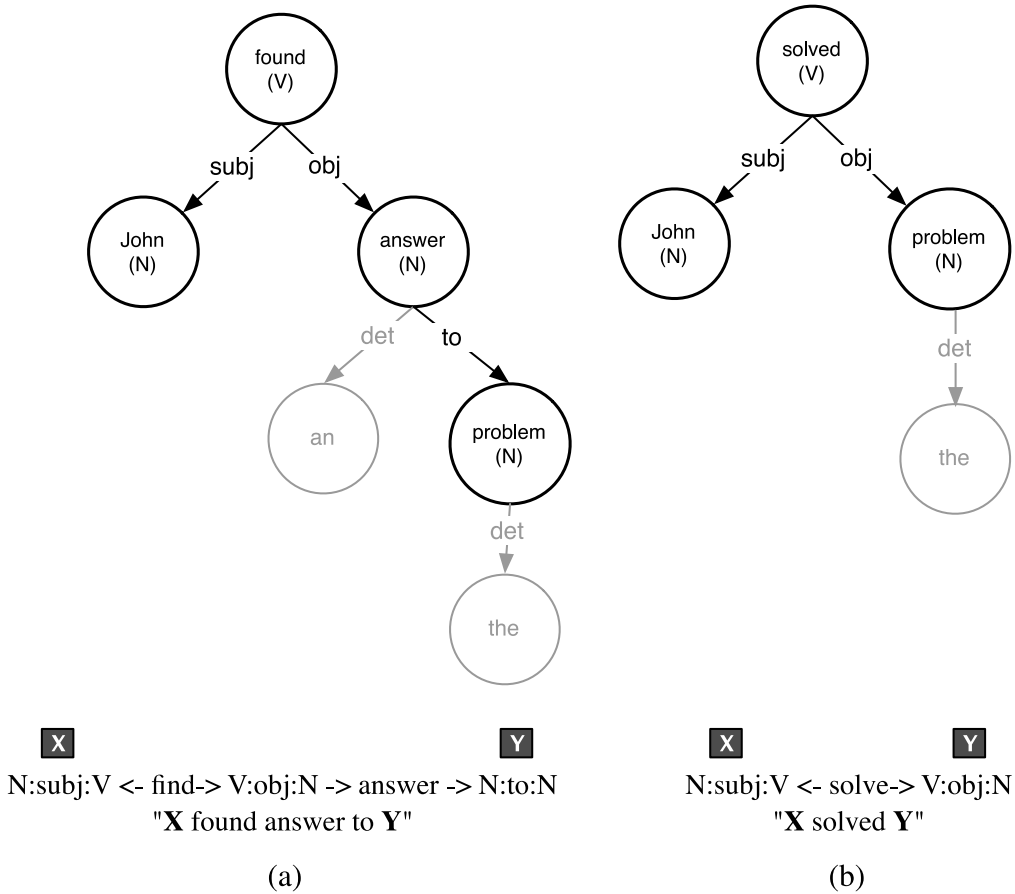 found
(V)
subj
obj
John
(N)
answer
(N)
det
to
an
problem
(N)
det
the
X
Y
N:subj:V <- find-> V:obj:N -> answer -> N:to:N
"X found answer to Y"
(a)
solved
(V)
subj
obj
John
(N)
problem
(N)
det
the
X
Y
N:subj:V <- solve-> V:obj:N
"X solved Y"
(b)